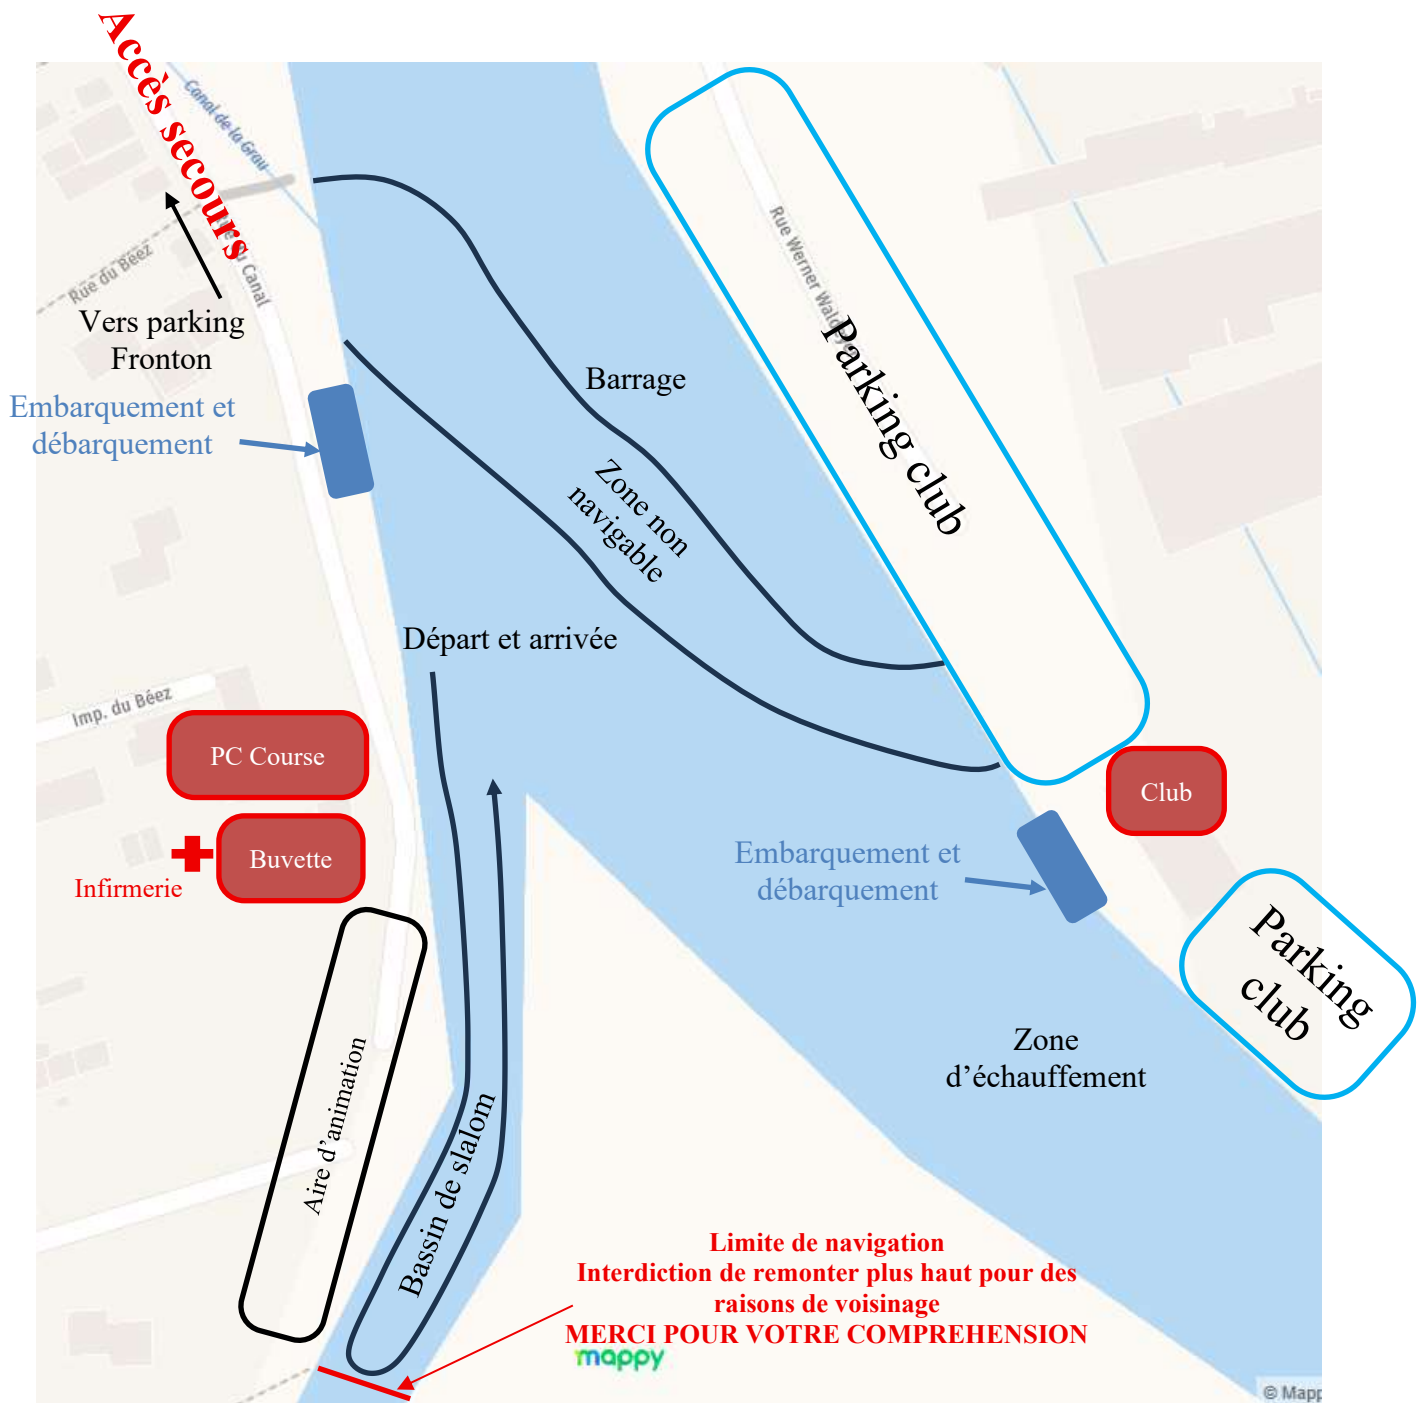 Accès secours
Canal de la Grau
Rue du Béez
Vers parking
Fronton
Embarquement et
débarquement
Rue Werner
Parking club
Barrage
Zone non
navigable
Départ et arrivée
Imp. du Béez
PC Course
Buvette
Infirmerie
Club
Embarquement et
débarquement
Parking
club
Zone
d’échauffement
Aire d’animation
Bassin de slalom
Limite de navigation
Interdiction de remonter plus haut pour des
raisons de voisinage
MERCI POUR VOTRE COMPREHENSION
mappy
© Mapp